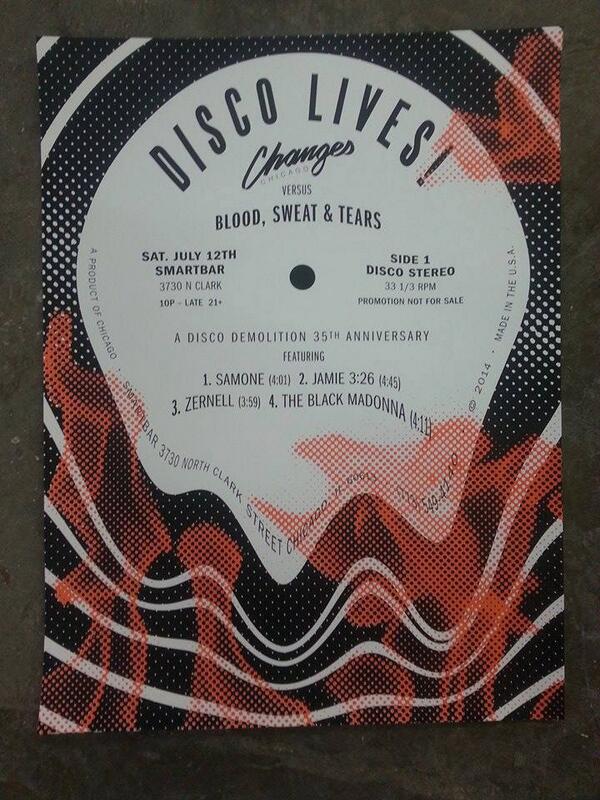 DISCO LIVES!
Changes
CHICAGO
VERSUS
BLOOD, SWEAT & TEARS
SAT. JULY 12TH
SMARTBAR
3730 N CLARK
10P - LATE 21+
SIDE 1
DISCO STEREO
33 1/3 RPM
PROMOTION NOT FOR SALE
A DISCO DEMOLITION 35TH ANNIVERSARY
FEATURING
1. SAMONE (4:01) 2. JAMIE 3:26 (4:45)
3. ZERNELL (3:59) 4. THE BLACK MADONNA (4:11)
A PRODUCT OF CHICAGO · SMARTBAR 3730 NORTH CLARK STREET CHICAGO
© 2014 · MADE IN THE U.S.A.